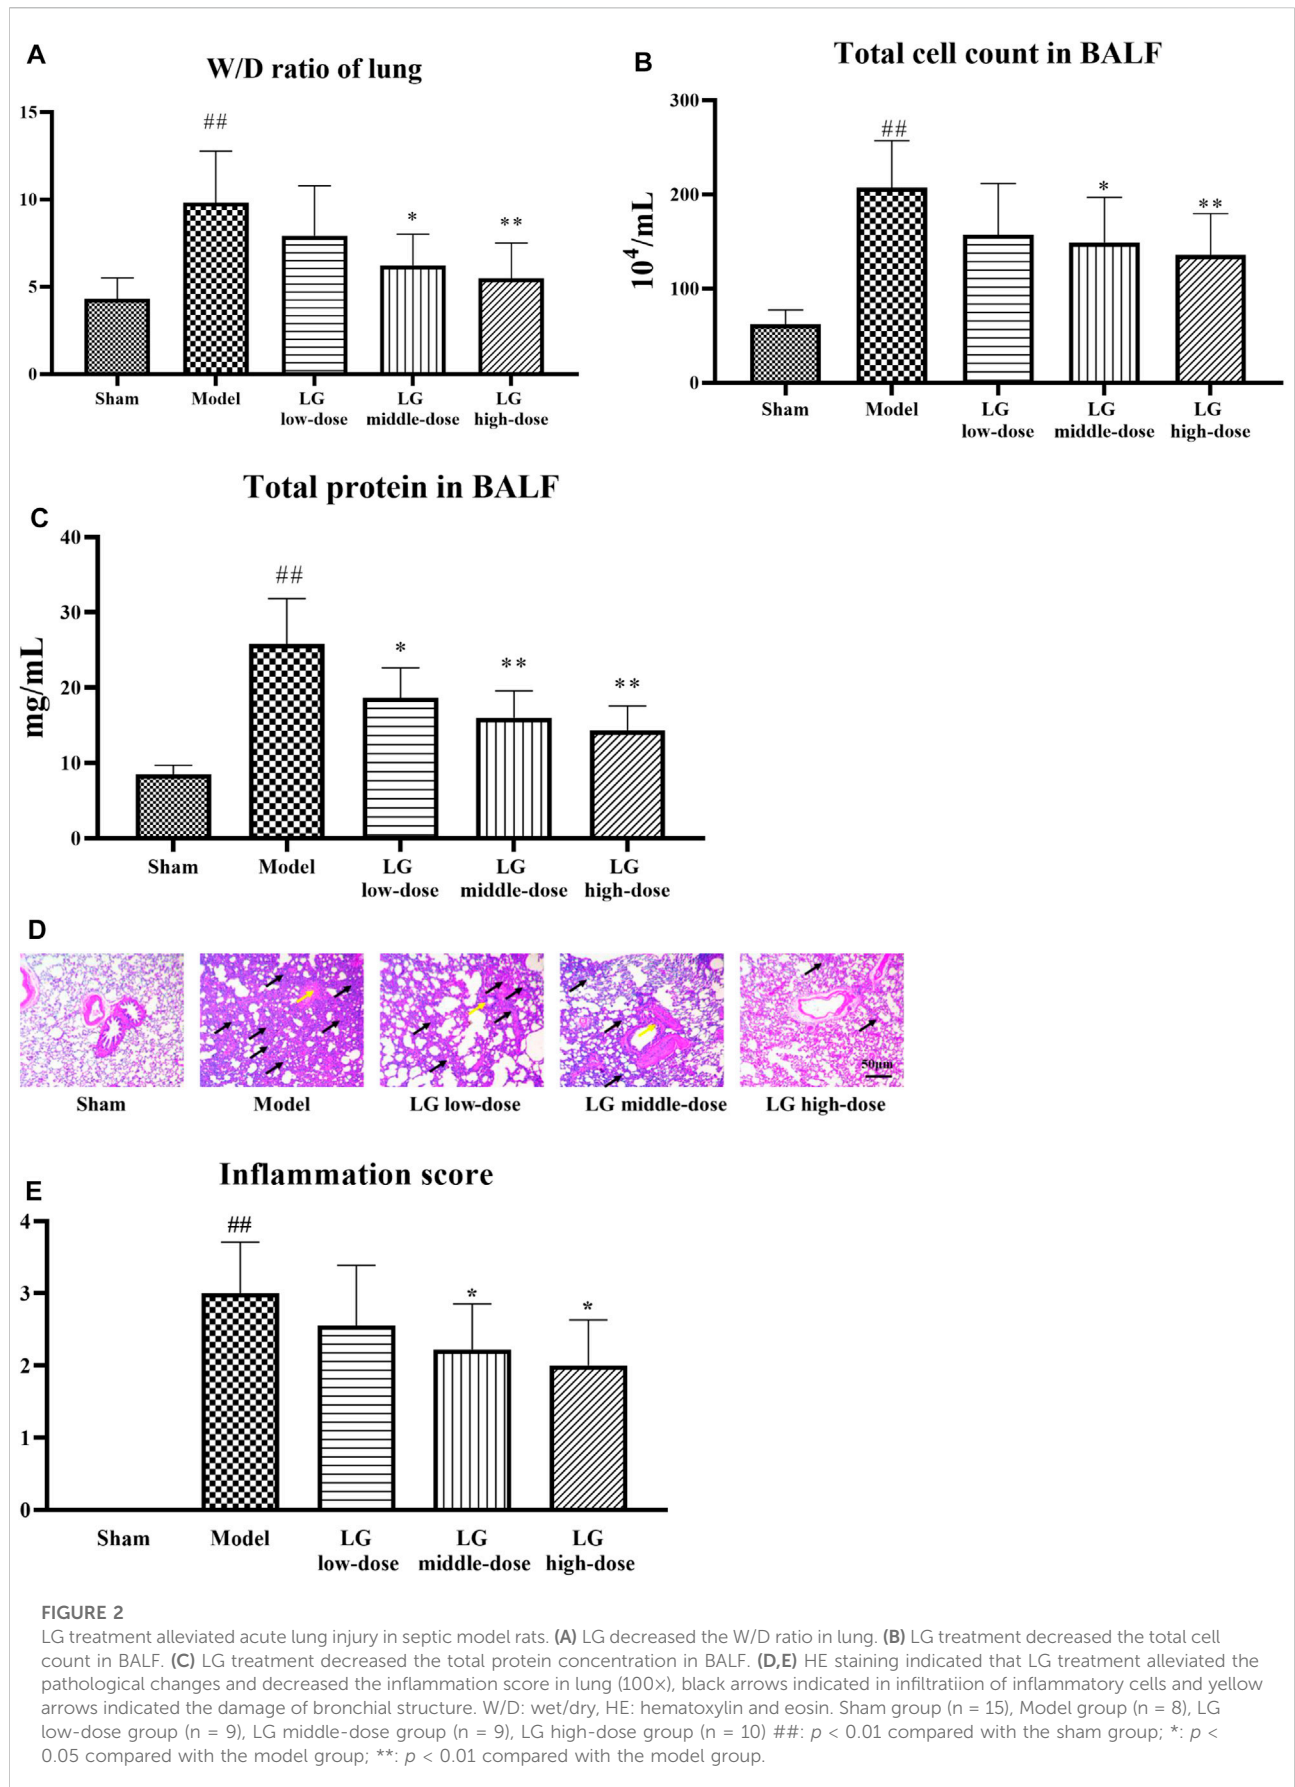 A
W/D ratio of lung
15
10
5
0
##
*
**
Sham
Model
LG
low-dose
LG
middle-dose
LG
high-dose
B
Total cell count in BALF
10⁴/mL
300
200
100
0
##
*
**
Sham
Model
LG
low-dose
LG
middle-dose
LG
high-dose
Total protein in BALF
C
mg/mL
40
30
20
10
0
##
*
**
**
Sham
Model
LG
low-dose
LG
middle-dose
LG
high-dose
D
50μm
Sham
Model
LG low-dose
LG middle-dose
LG high-dose
Inflammation score
E
4
3
2
1
0
##
*
*
Sham
Model
LG
low-dose
LG
middle-dose
LG
high-dose
FIGURE 2
LG treatment alleviated acute lung injury in septic model rats. (A) LG decreased the W/D ratio in lung. (B) LG treatment decreased the total cell
count in BALF. (C) LG treatment decreased the total protein concentration in BALF. (D,E) HE staining indicated that LG treatment alleviated the
pathological changes and decreased the inflammation score in lung (100×), black arrows indicated in infiltratiion of inflammatory cells and yellow
arrows indicated the damage of bronchial structure. W/D: wet/dry, HE: hematoxylin and eosin. Sham group (n = 15), Model group (n = 8), LG
low-dose group (n = 9), LG middle-dose group (n = 9), LG high-dose group (n = 10) ##: p < 0.01 compared with the sham group; *: p <
0.05 compared with the model group; **: p < 0.01 compared with the model group.